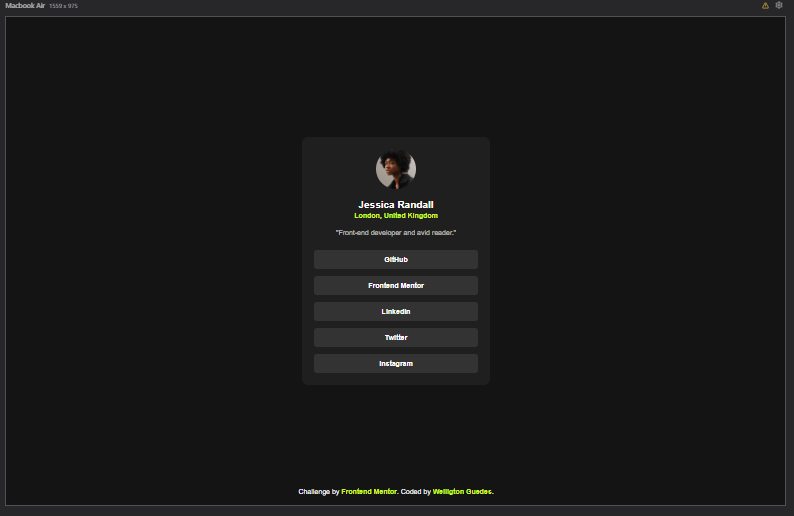 Macbook Air 1559 x 975
Jessica Randall
London, United Kingdom
"Front-end developer and avid reader."
GitHub
Frontend Mentor
Linkedin
Twitter
Instagram
Challenge by Frontend Mentor. Coded by Welligton Guedes.